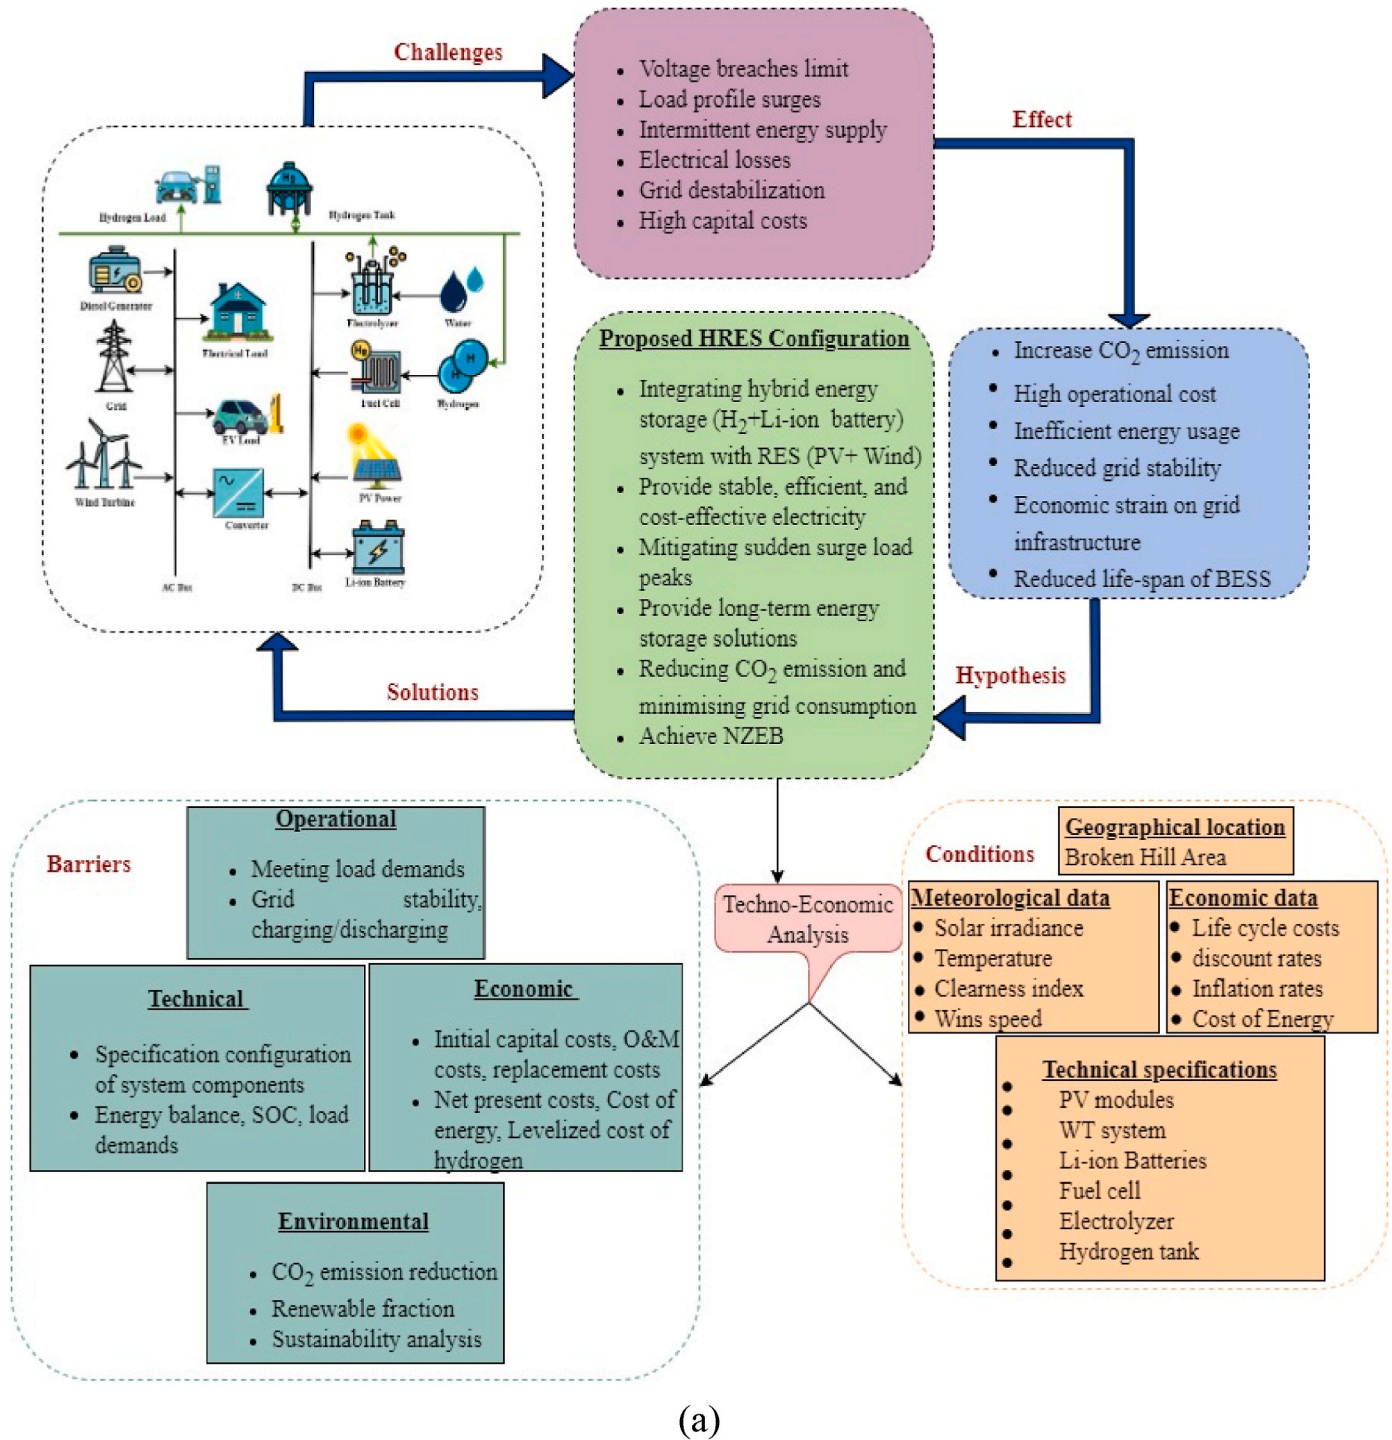 Challenges
Voltage breaches limit
Load profile surges
Intermittent energy supply
Electrical losses
Grid destabilization
High capital costs
Effect
Hydrogen Load
H2
Hydrogen Tank
Diesel Generator
Electrical Load
Electrolyzer
Water
Grid
EV Load
H2
Fuel Cell
H
H
Hydrogen
Wind Turbine
Converter
PV Power
Li-ion Battery
AC Bus
DC Bus
Proposed HRES Configuration
Integrating hybrid energy
storage (H2+Li-ion battery)
system with RES (PV+ Wind)
Provide stable, efficient, and
cost-effective electricity
Mitigating sudden surge load
peaks
Provide long-term energy
storage solutions
Reducing CO2 emission and
minimising grid consumption
Achieve NZEB
Increase CO2 emission
High operational cost
Inefficient energy usage
Reduced grid stability
Economic strain on grid
infrastructure
Reduced life-span of BESS
Hypothesis
Solutions
Barriers
Operational
Meeting load demands
Grid stability,
charging/discharging
Technical
Specification configuration
of system components
Energy balance, SOC, load
demands
Economic
Initial capital costs, O&M
costs, replacement costs
Net present costs, Cost of
energy, Levelized cost of
hydrogen
Environmental
CO2 emission reduction
Renewable fraction
Sustainability analysis
Techno-Economic
Analysis
Conditions
Geographical location
Broken Hill Area
Meteorological data
Solar irradiance
Temperature
Clearness index
Wins speed
Economic data
Life cycle costs
discount rates
Inflation rates
Cost of Energy
Technical specifications
PV modules
WT system
Li-ion Batteries
Fuel cell
Electrolyzer
Hydrogen tank
(a)